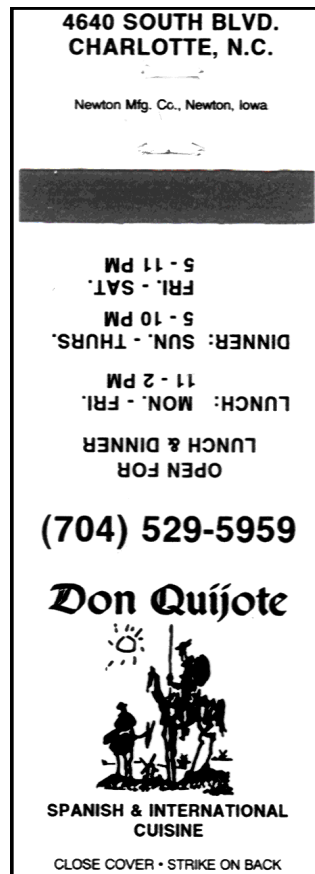 4640 SOUTH BLVD.
CHARLOTTE, N.C.
Newton Mfg. Co., Newton, Iowa
OPEN FOR
LUNCH & DINNER
LUNCH: MON. - FRI.
11 - 2 PM
DINNER: SUN. - THURS.
5 - 10 PM
FRI. - SAT.
5 - 11 PM
(704) 529-5959
Don Quijote
SPANISH & INTERNATIONAL
CUISINE
CLOSE COVER • STRIKE ON BACK